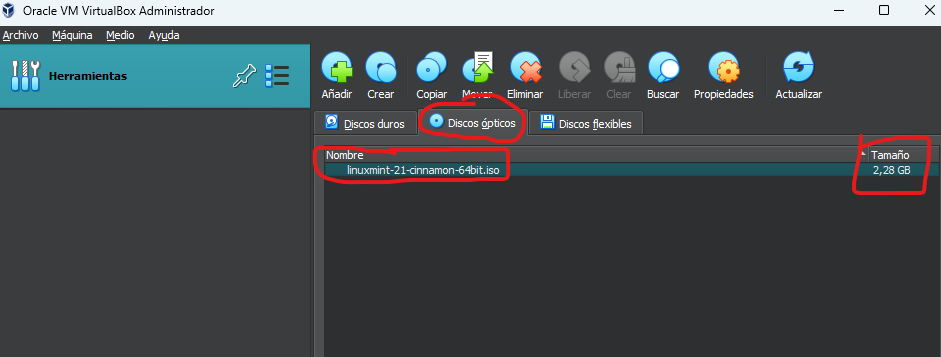 Oracle VM VirtualBox Administrador
Archivo Máquina Medio Ayuda
Herramientas
Añadir Crear Copiar Mover Eliminar Liberar Clear Buscar Propiedades Actualizar
Discos duros Discos ópticos Discos flexibles
Nombre Tamaño
linuxmint-21-cinnamon-64bit.iso 2,28 GB